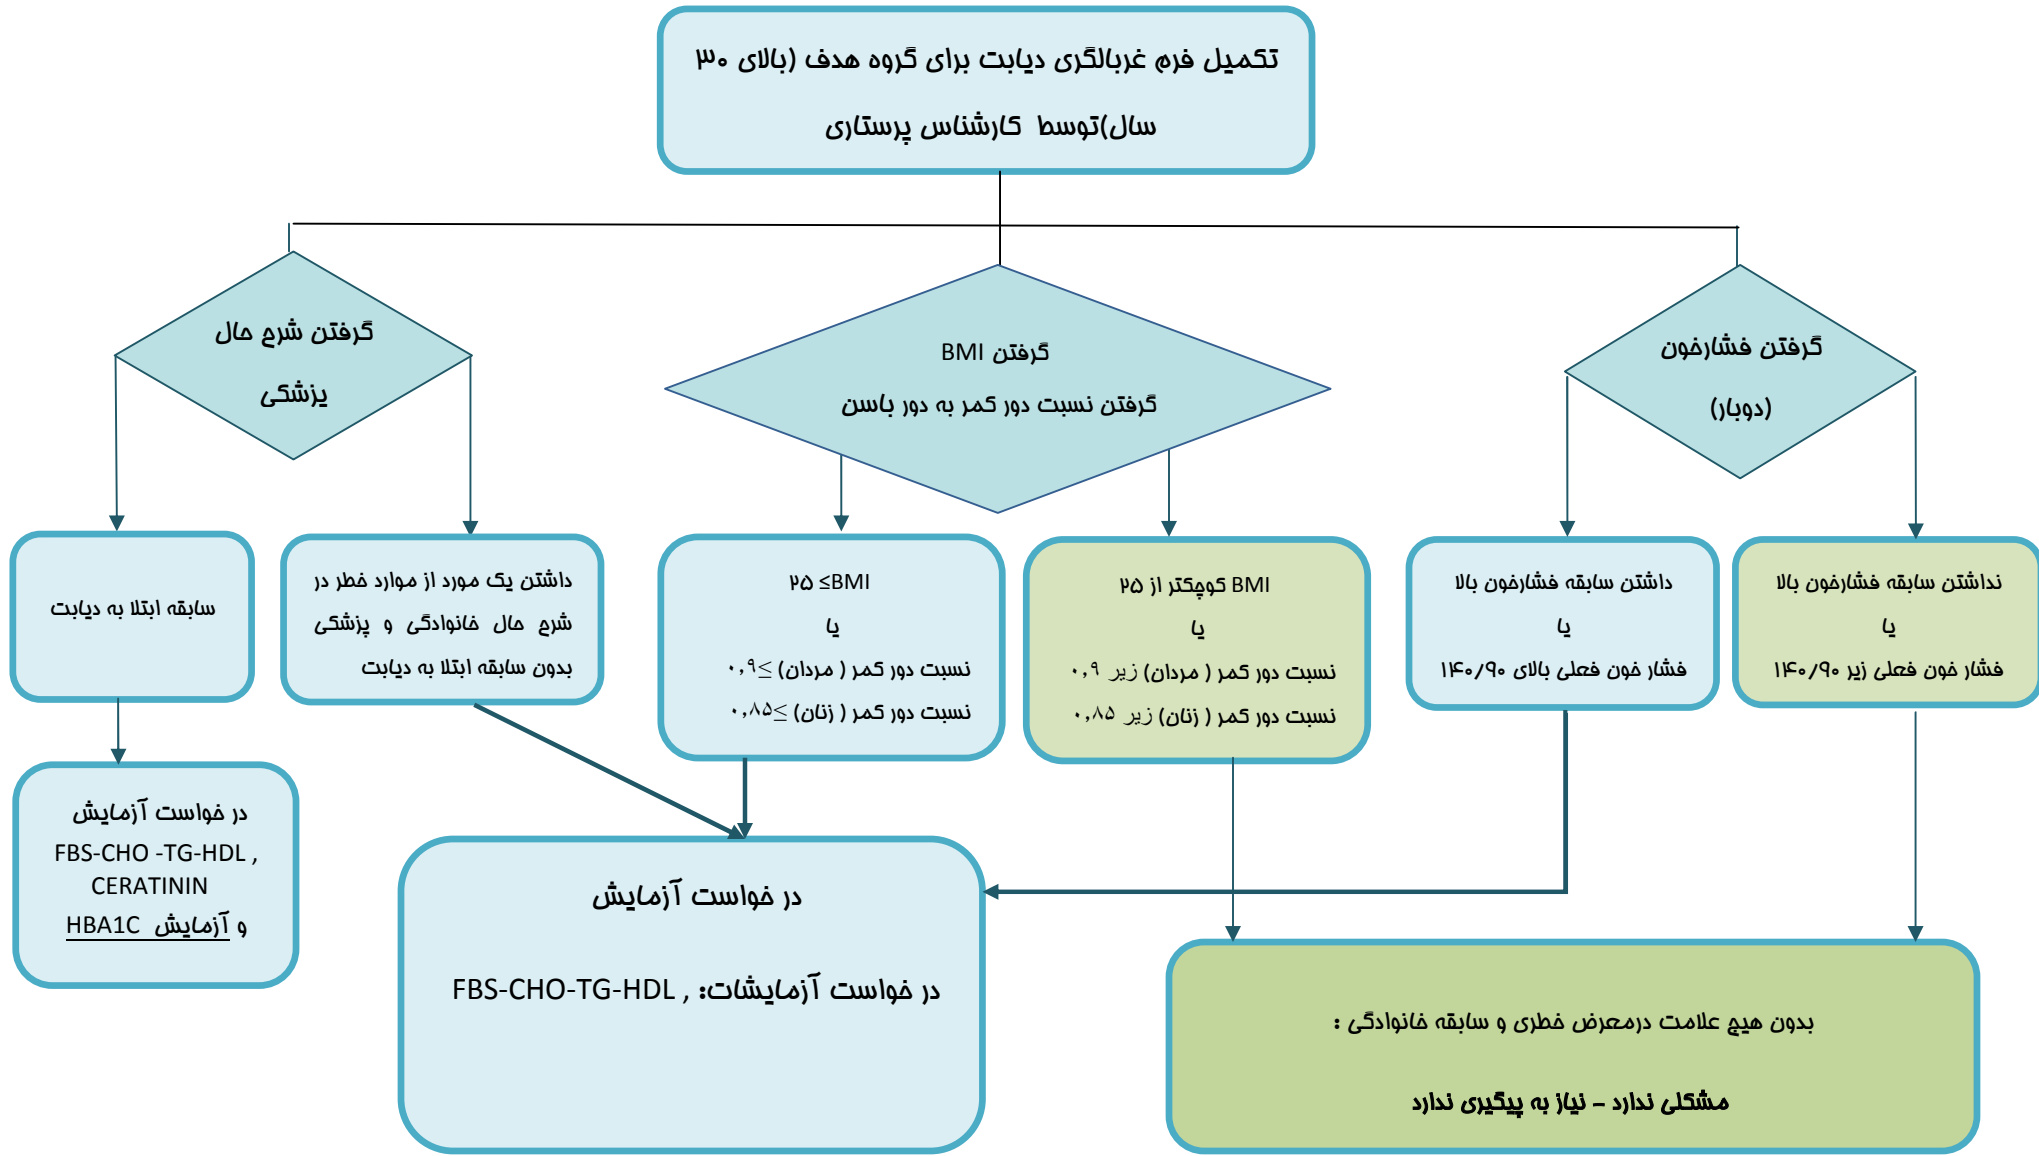 تکمیل فرم غربالگری دیابت برای گروه هدف (بالای ۳۰
سال)توسط کارشناس پرستاری
گرفتن فشارخون
(دوبار)
گرفتن BMI
گرفتن نسبت دور کمر به دور باسن
گرفتن شرح حال
پزشکی
نداشتن سابقه فشارخون بالا
یا
فشار خون فعلی زیر ۱۴۰/۹۰
داشتن سابقه فشارخون بالا
یا
فشار خون فعلی بالای ۱۴۰/۹۰
BMI کوچکتر از ۲۵
یا
نسبت دور کمر ( مردان) زیر ۰,۹
نسبت دور کمر ( زنان) زیر ۰,۸۵
۲۵ ≤BMI
یا
نسبت دور کمر ( مردان) ≥۰,۹
نسبت دور کمر ( زنان) ≥۰,۸۵
داشتن یک مورد از موارد خطر در
شرح حال خانوادگی و پزشکی
بدون سابقه ابتلا به دیابت
سابقه ابتلا به دیابت
در خواست آزمایش
FBS-CHO -TG-HDL ,
CERATININ
و آزمایش HBA1C
در خواست آزمایش
در خواست آزمایشات: , FBS-CHO-TG-HDL
بدون هیچ علامت درمعرض خطری و سابقه خانوادگی :
مشکلی ندارد – نیاز به پیگیری ندارد